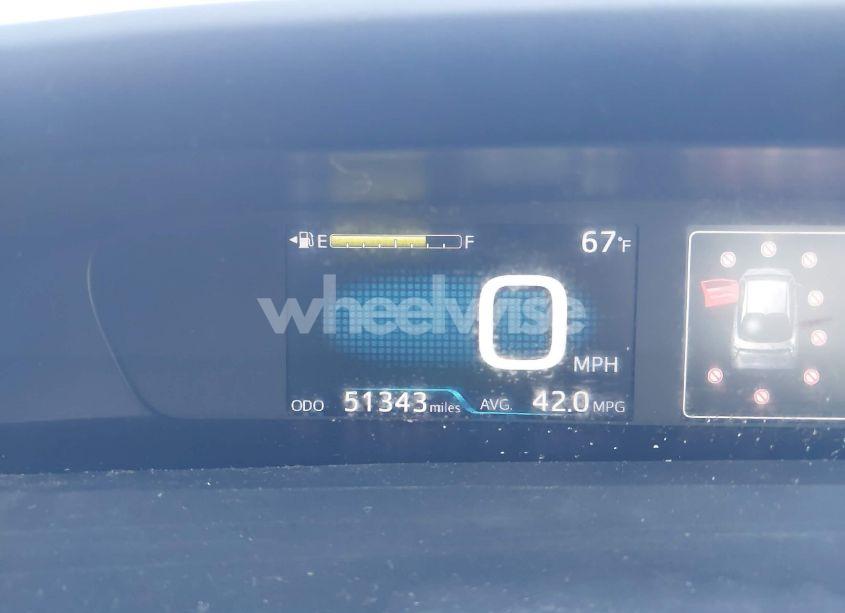 E F 67°F
wheelwise
0
MPH
ODO 51343 miles AVG. 42.0 MPG